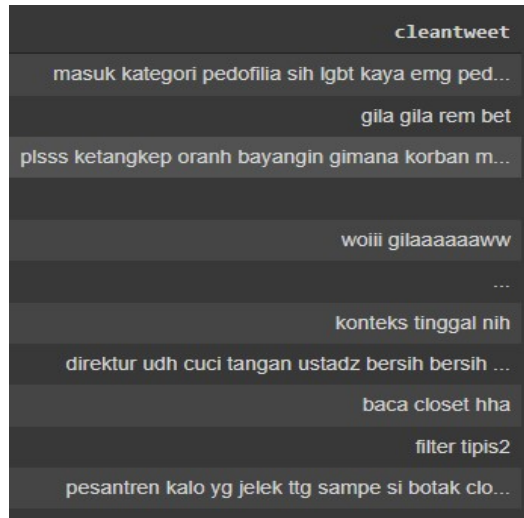 cleantweet
masuk kategori pedofilia sih lgbt kaya emg ped...
gila gila rem bet
plsss ketangkep oranh bayangin gimana korban m...
woiii gilaaaaaaww
...
konteks tinggal nih
direktur udh cuci tangan ustadz bersih bersih ...
baca closet hha
filter tipis2
pesantren kalo yg jelek ttg sampe si botak clo...